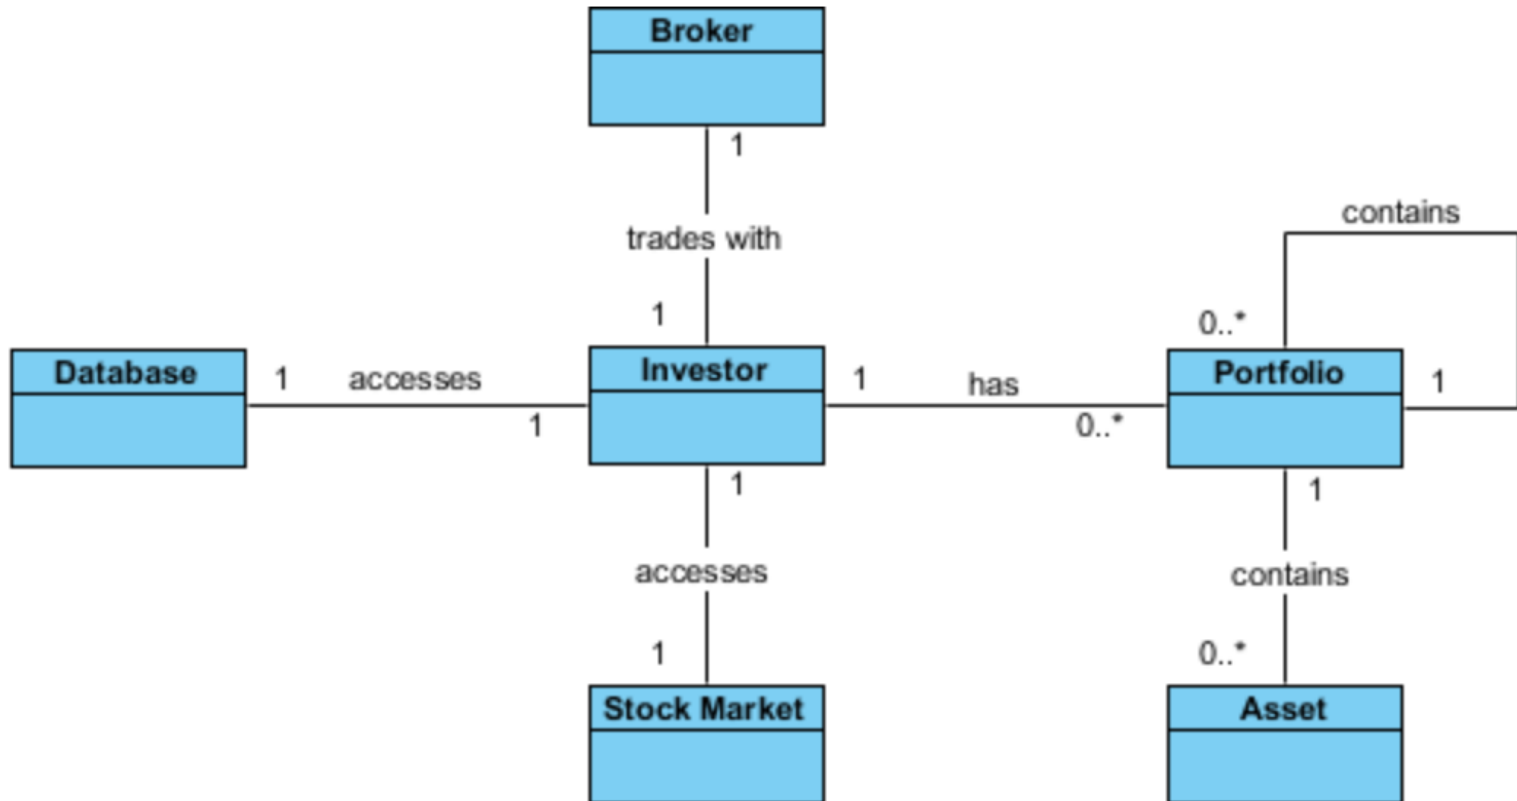 Broker
1
trades with
1
Database
1
accesses
1
Investor
1
has
0..*
contains
0..*
Portfolio
1
1
accesses
1
Stock Market
1
contains
0..*
Asset